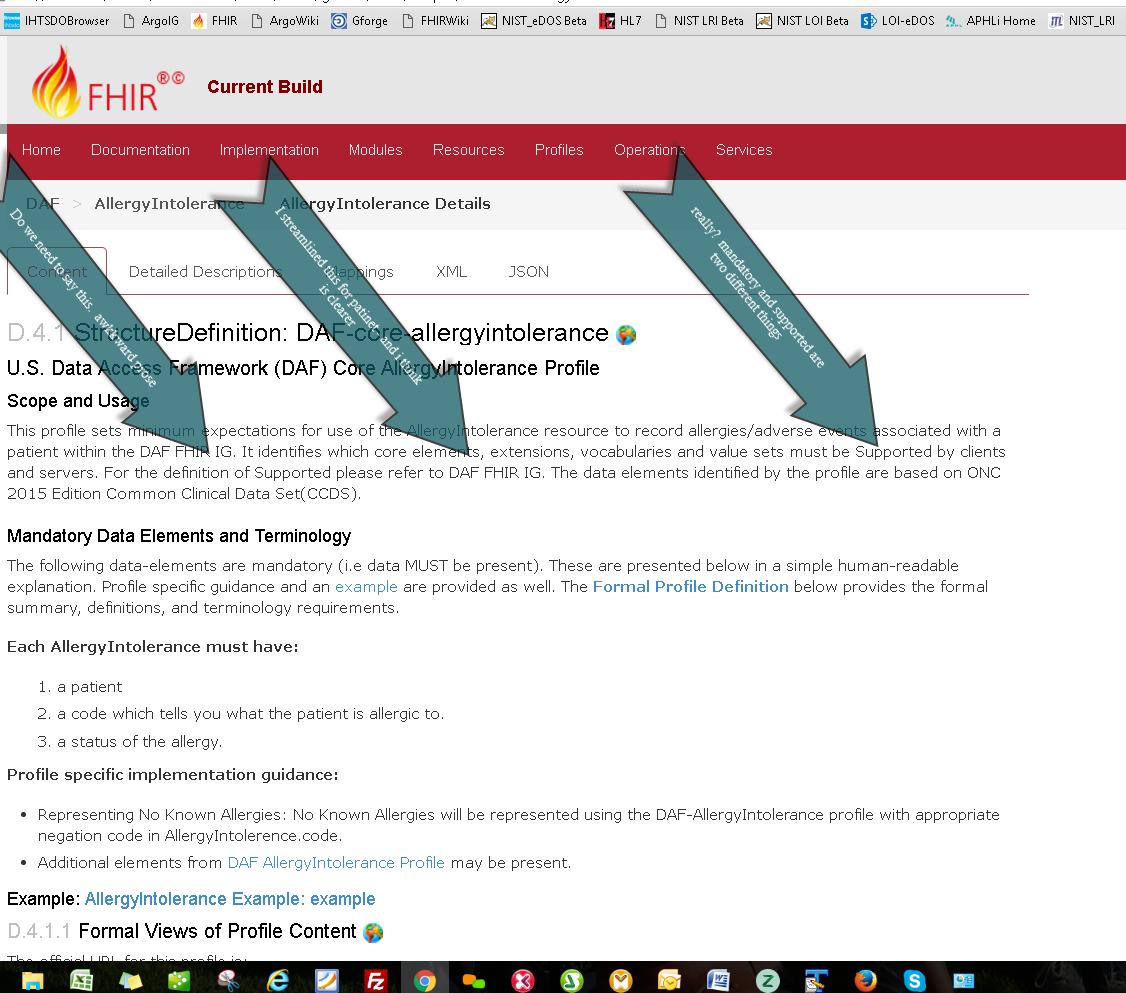 IHTSDOBrowser ArgoIG FHIR ArgoWiki Gforge FHIRWiki NIST_eDOS Beta HL7 NIST LRI Beta NIST LOI Beta LOI-eDOS APHLi Home NIST_LRI
FHIR®© Current Build
Home Documentation Implementation Modules Resources Profiles Operations Services
DAF > AllergyIntolerance AllergyIntolerance Details
Content Detailed Descriptions Mappings XML JSON
Do we need to say this. awkward prose
I streamlined this for patinet and i think
is clearer
really? mandatory and supported are
two different things
D.4.1 StructureDefinition: DAF-core-allergyintolerance
U.S. Data Access Framework (DAF) Core AllergyIntolerance Profile
Scope and Usage
This profile sets minimum expectations for use of the AllergyIntolerance resource to record allergies/adverse events associated with a
patient within the DAF FHIR IG. It identifies which core elements, extensions, vocabularies and value sets must be Supported by clients
and servers. For the definition of Supported please refer to DAF FHIR IG. The data elements identified by the profile are based on ONC
2015 Edition Common Clinical Data Set(CCDS).
Mandatory Data Elements and Terminology
The following data-elements are mandatory (i.e data MUST be present). These are presented below in a simple human-readable
explanation. Profile specific guidance and an example are provided as well. The Formal Profile Definition below provides the formal
summary, definitions, and terminology requirements.
Each AllergyIntolerance must have:
1. a patient
2. a code which tells you what the patient is allergic to.
3. a status of the allergy.
Profile specific implementation guidance:
• Representing No Known Allergies: No Known Allergies will be represented using the DAF-AllergyIntolerance profile with appropriate
negation code in AllergyIntolerence.code.
• Additional elements from DAF AllergyIntolerance Profile may be present.
Example: AllergyIntolerance Example: example
D.4.1.1 Formal Views of Profile Content
The official URL for this profile is: